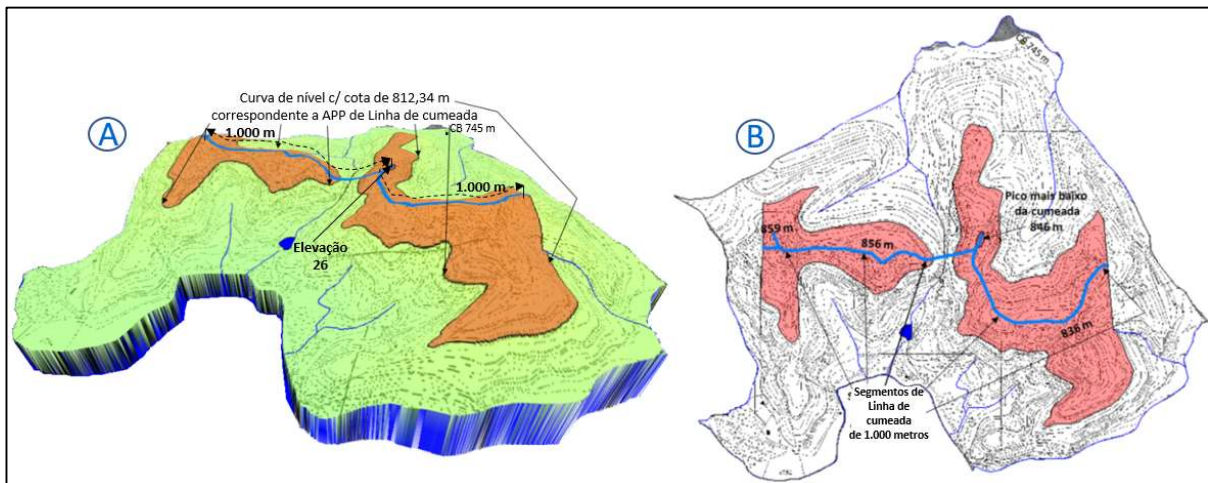 A
Curva de nível c/ cota de 812,34 m
correspondente a APP de Linha de cumeada
1.000 m
CB 745 m
1.000 m
Elevação
26
B
CB 745 m
Pico mais baixo
da cumeada
846 m
859 m
856 m
836 m
Segmentos de
Linha de
cumeada
de 1.000 metros